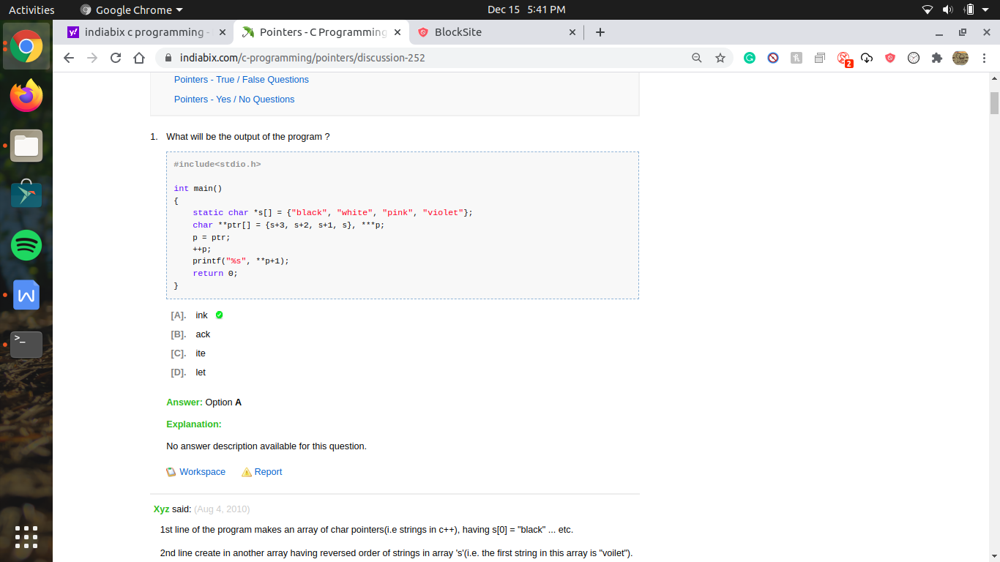 Activities
Google Chrome
Dec 15 5:41 PM
indiabix c programming -
Pointers - C Programming
BlockSite
indiabix.com/c-programming/pointers/discussion-252
2
Pointers - True / False Questions
Pointers - Yes / No Questions
1. What will be the output of the program ?
#include<stdio.h>
int main()
{
static char *s[] = {"black", "white", "pink", "violet"};
char **ptr[] = {s+3, s+2, s+1, s}, ***p;
p = ptr;
++p;
printf("%s", **p+1);
return 0;
}
[A]. ink
[B]. ack
[C]. ite
[D]. let
Answer: Option A
Explanation:
No answer description available for this question.
Workspace Report
Xyz said: (Aug 4, 2010)
1st line of the program makes an array of char pointers(i.e strings in c++), having s[0] = "black" ... etc.
2nd line create in another array having reversed order of strings in array 's'(i.e. the first string in this array is "voilet").